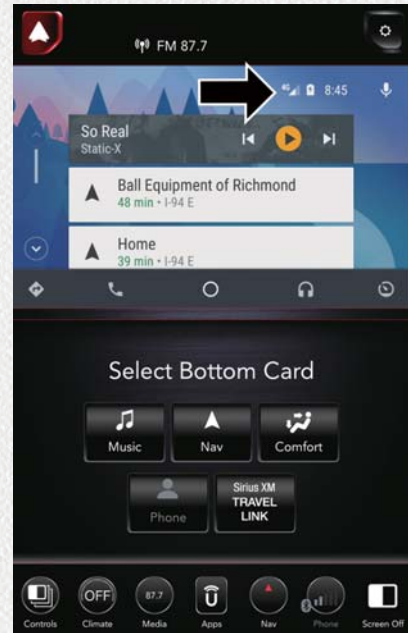 FM 87.7
4G 8:45
So Real
Static-X
Ball Equipment of Richmond
48 min • I-94 E
Home
39 min • I-94 E
Select Bottom Card
Music Nav Comfort
Phone Sirius XM
TRAVEL
LINK
OFF 87.7
Controls Climate Media Apps Nav Phone Screen Off